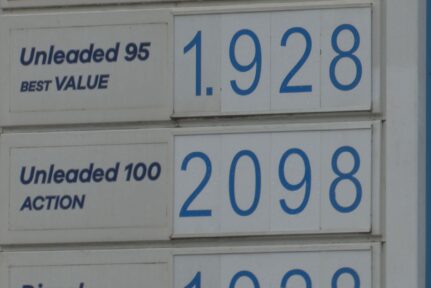 Unleaded 95
BEST VALUE
1.928
Unleaded 100
ACTION
2098